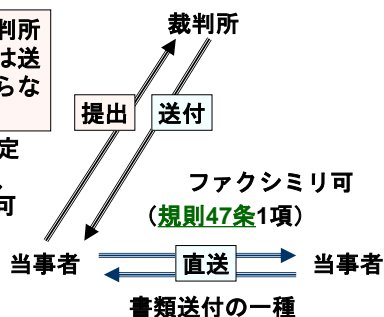 判所
は送
らな
定
、
可
裁判所
提出
送付
ファクシミリ可
（規則47条1項）
当事者
直送
当事者
書類送付の一種